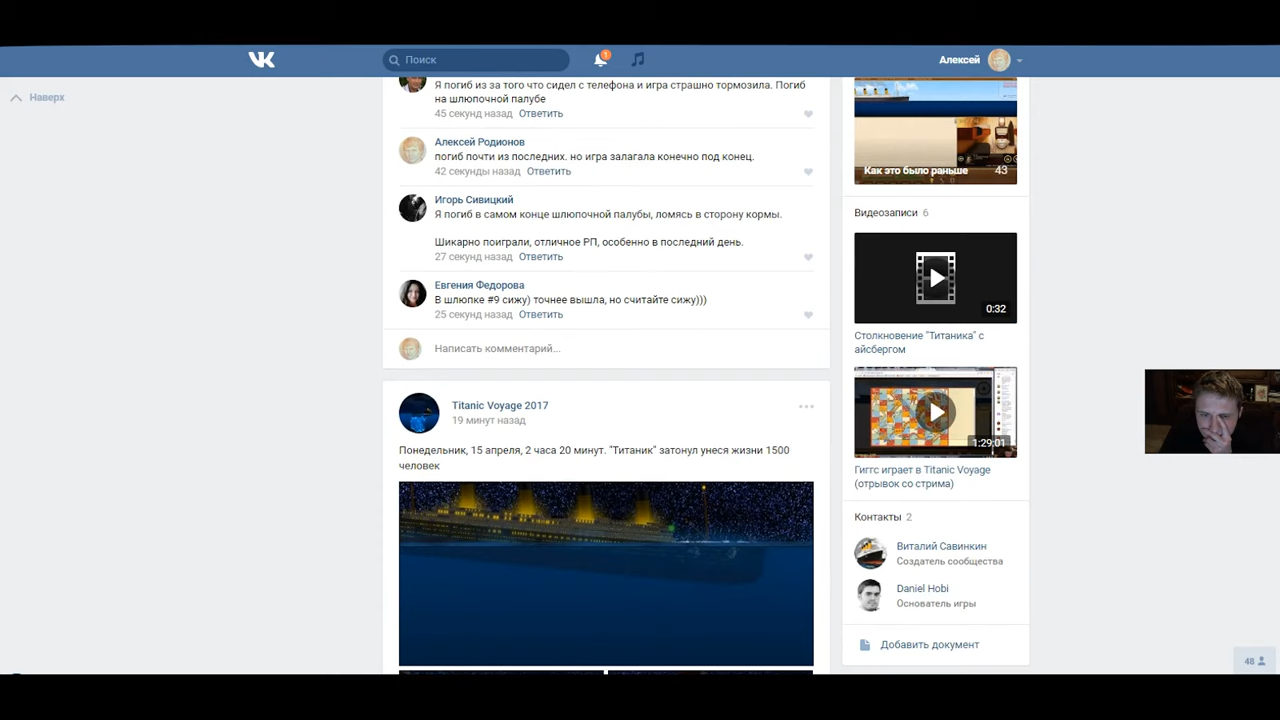 VK
Поиск
1
Алексей
Наверх
Я погиб из за того что сидел с телефона и игра страшно тормозила. Погиб
на шлюпочной палубе
45 секунд назад Ответить
Алексей Родионов
погиб почти из последних. но игра залагала конечно под конец.
42 секунды назад Ответить
Игорь Сивицкий
Я погиб в самом конце шлюпочной палубы, ломясь в сторону кормы.
Шикарно поиграли, отличное РП, особенно в последний день.
27 секунд назад Ответить
Евгения Федорова
В шлюпке #9 сижу) точнее вышла, но считайте сижу)))
25 секунд назад Ответить
Написать комментарий...
Titanic Voyage 2017
19 минут назад
Понедельник, 15 апреля, 2 часа 20 минут. "Титаник" затонул унеся жизни 1500
человек
Как это было раньше 43
Видеозаписи 6
0:32
Столкновение "Титаника" с
айсбергом
1:29:01
Гиггс играет в Titanic Voyage
(отрывок со стрима)
Контакты 2
Виталий Савинкин
Создатель сообщества
Daniel Hobi
Основатель игры
Добавить документ
48